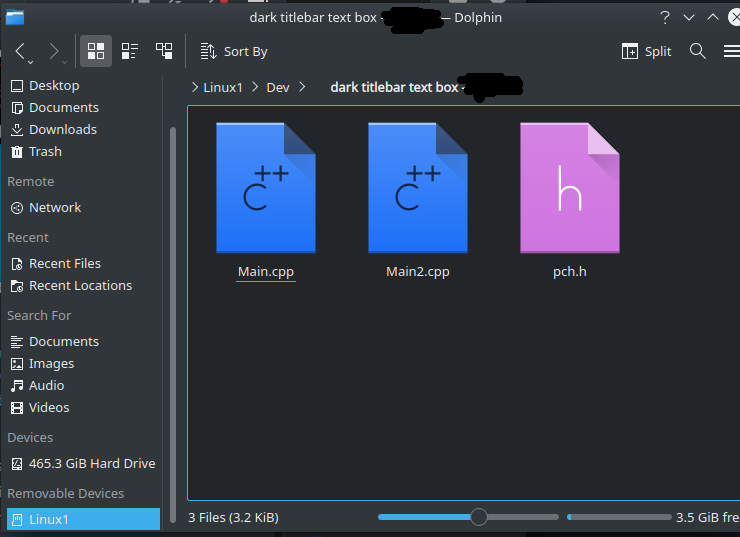 dark titlebar text box - — Dolphin
Sort By
Split
Linux1 Dev dark titlebar text box -
Desktop
Documents
Downloads
Trash
Remote
Network
Recent
Recent Files
Recent Locations
Search For
Documents
Images
Audio
Videos
Devices
465.3 GiB Hard Drive
Removable Devices
Linux1
C++
C++
h
Main.cpp
Main2.cpp
pch.h
3 Files (3.2 KiB)
3.5 GiB fre